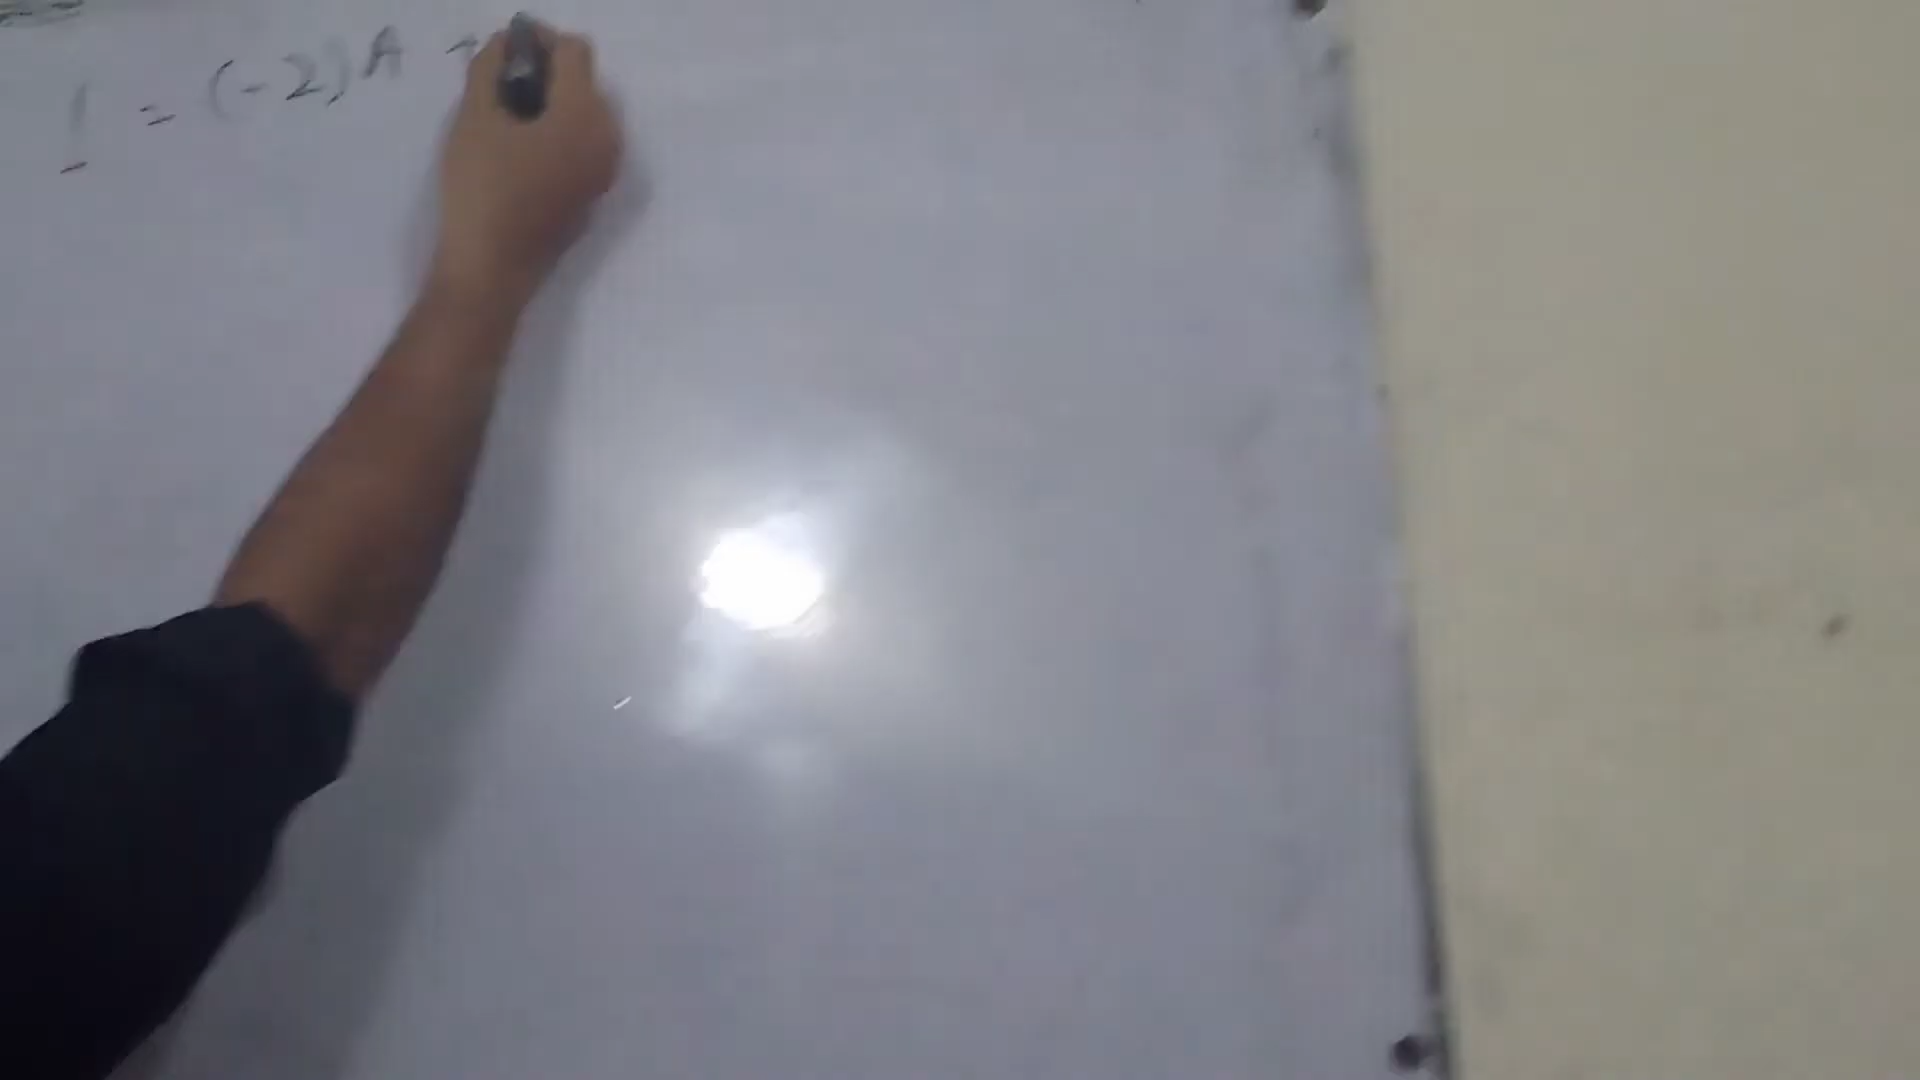 1 = (-2) A +